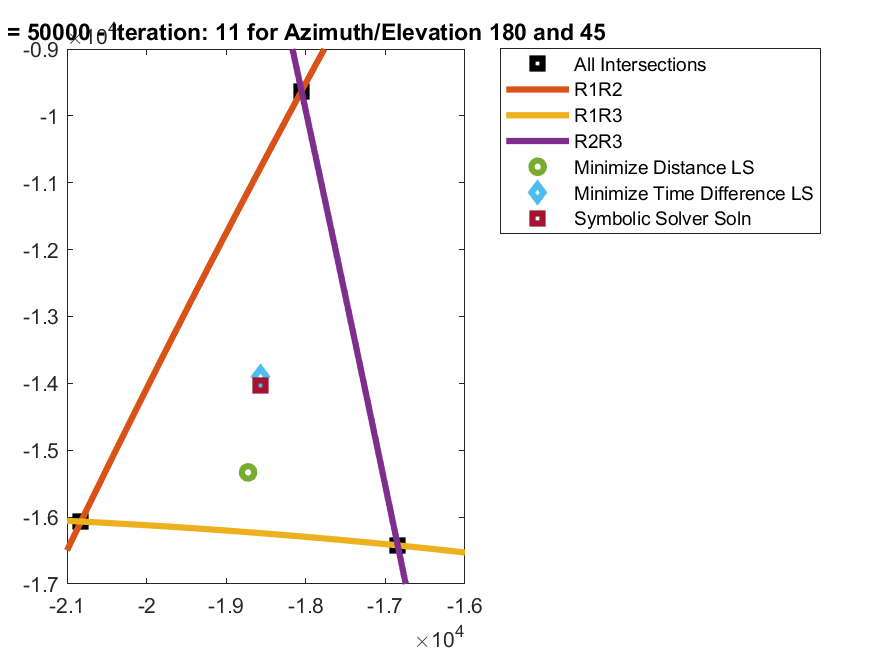 = 50000 - Iteration: 11 for Azimuth/Elevation 180 and 45
×10⁴
-0.9
-1
-1.1
-1.2
-1.3
-1.4
-1.5
-1.6
-1.7
-2.1 -2 -1.9 -1.8 -1.7 -1.6
×10⁴
All Intersections
R1R2
R1R3
R2R3
Minimize Distance LS
Minimize Time Difference LS
Symbolic Solver Soln